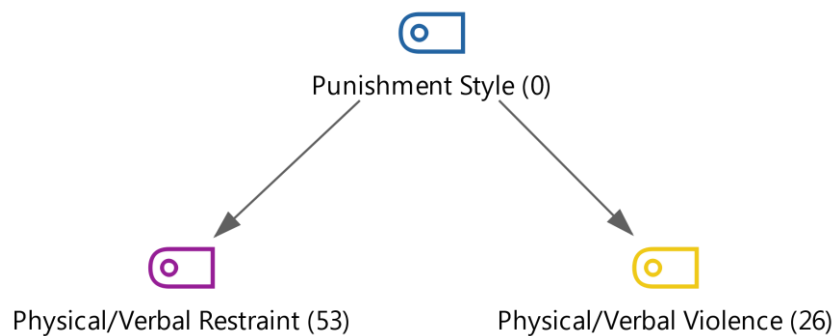 Punishment Style (0)
Physical/Verbal Restraint (53)
Physical/Verbal Violence (26)